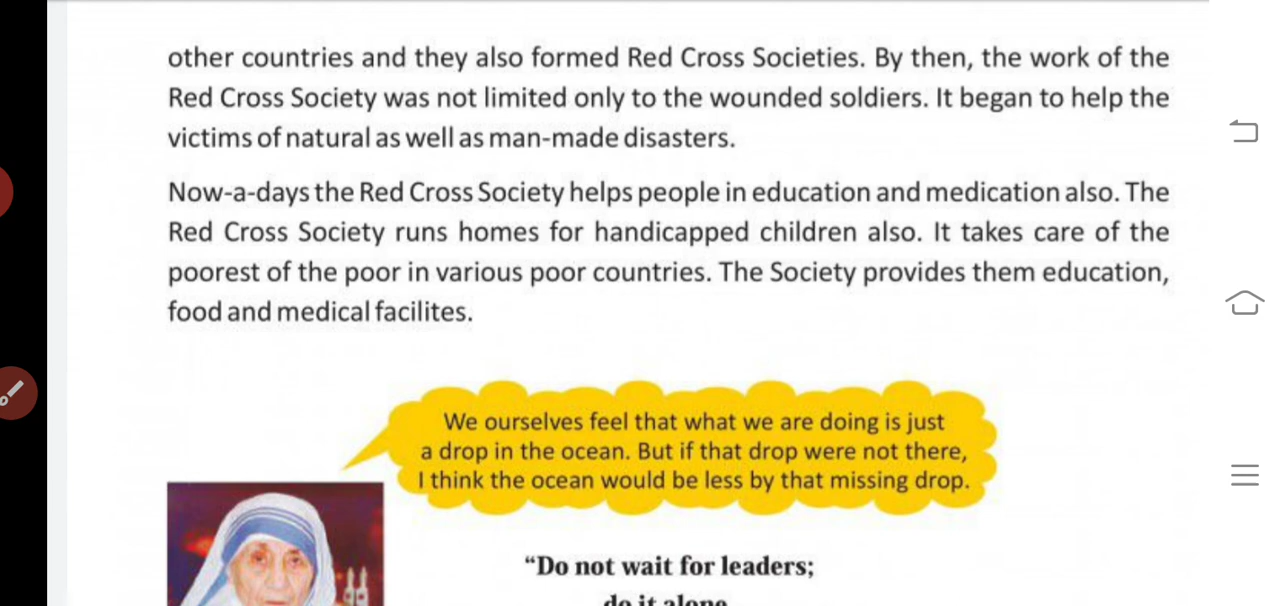 other countries and they also formed Red Cross Societies. By then, the work of the
Red Cross Society was not limited only to the wounded soldiers. It began to help the
victims of natural as well as man-made disasters.
Now-a-days the Red Cross Society helps people in education and medication also. The
Red Cross Society runs homes for handicapped children also. It takes care of the
poorest of the poor in various poor countries. The Society provides them education,
food and medical facilites.
We ourselves feel that what we are doing is just
a drop in the ocean. But if that drop were not there,
I think the ocean would be less by that missing drop.
“Do not wait for leaders;
do it alone